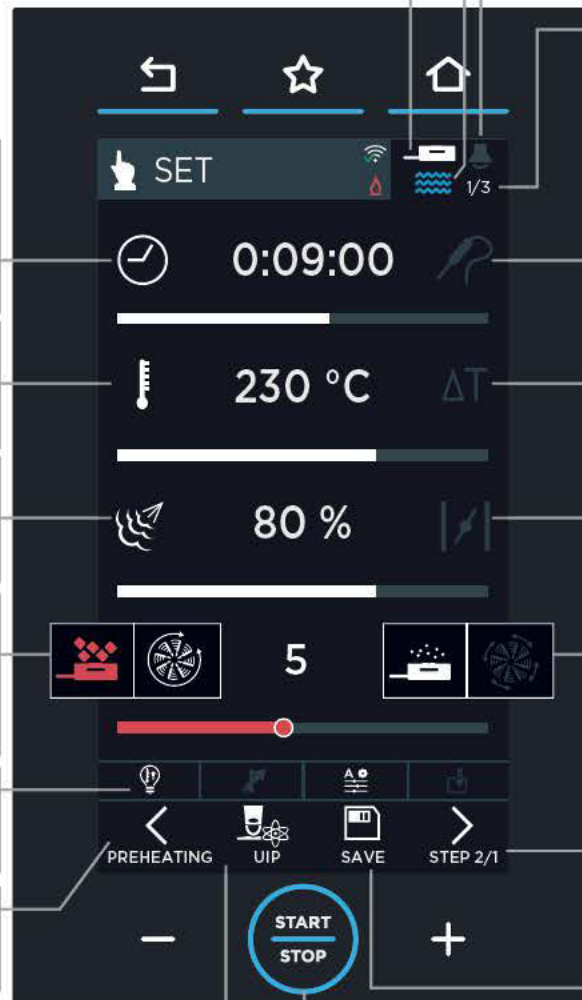 SET
1/3
0:09:00
230 °C
ΔT
80 %
5
A
PREHEATING
UIP
SAVE
STEP 2/1
−
START
STOP
+